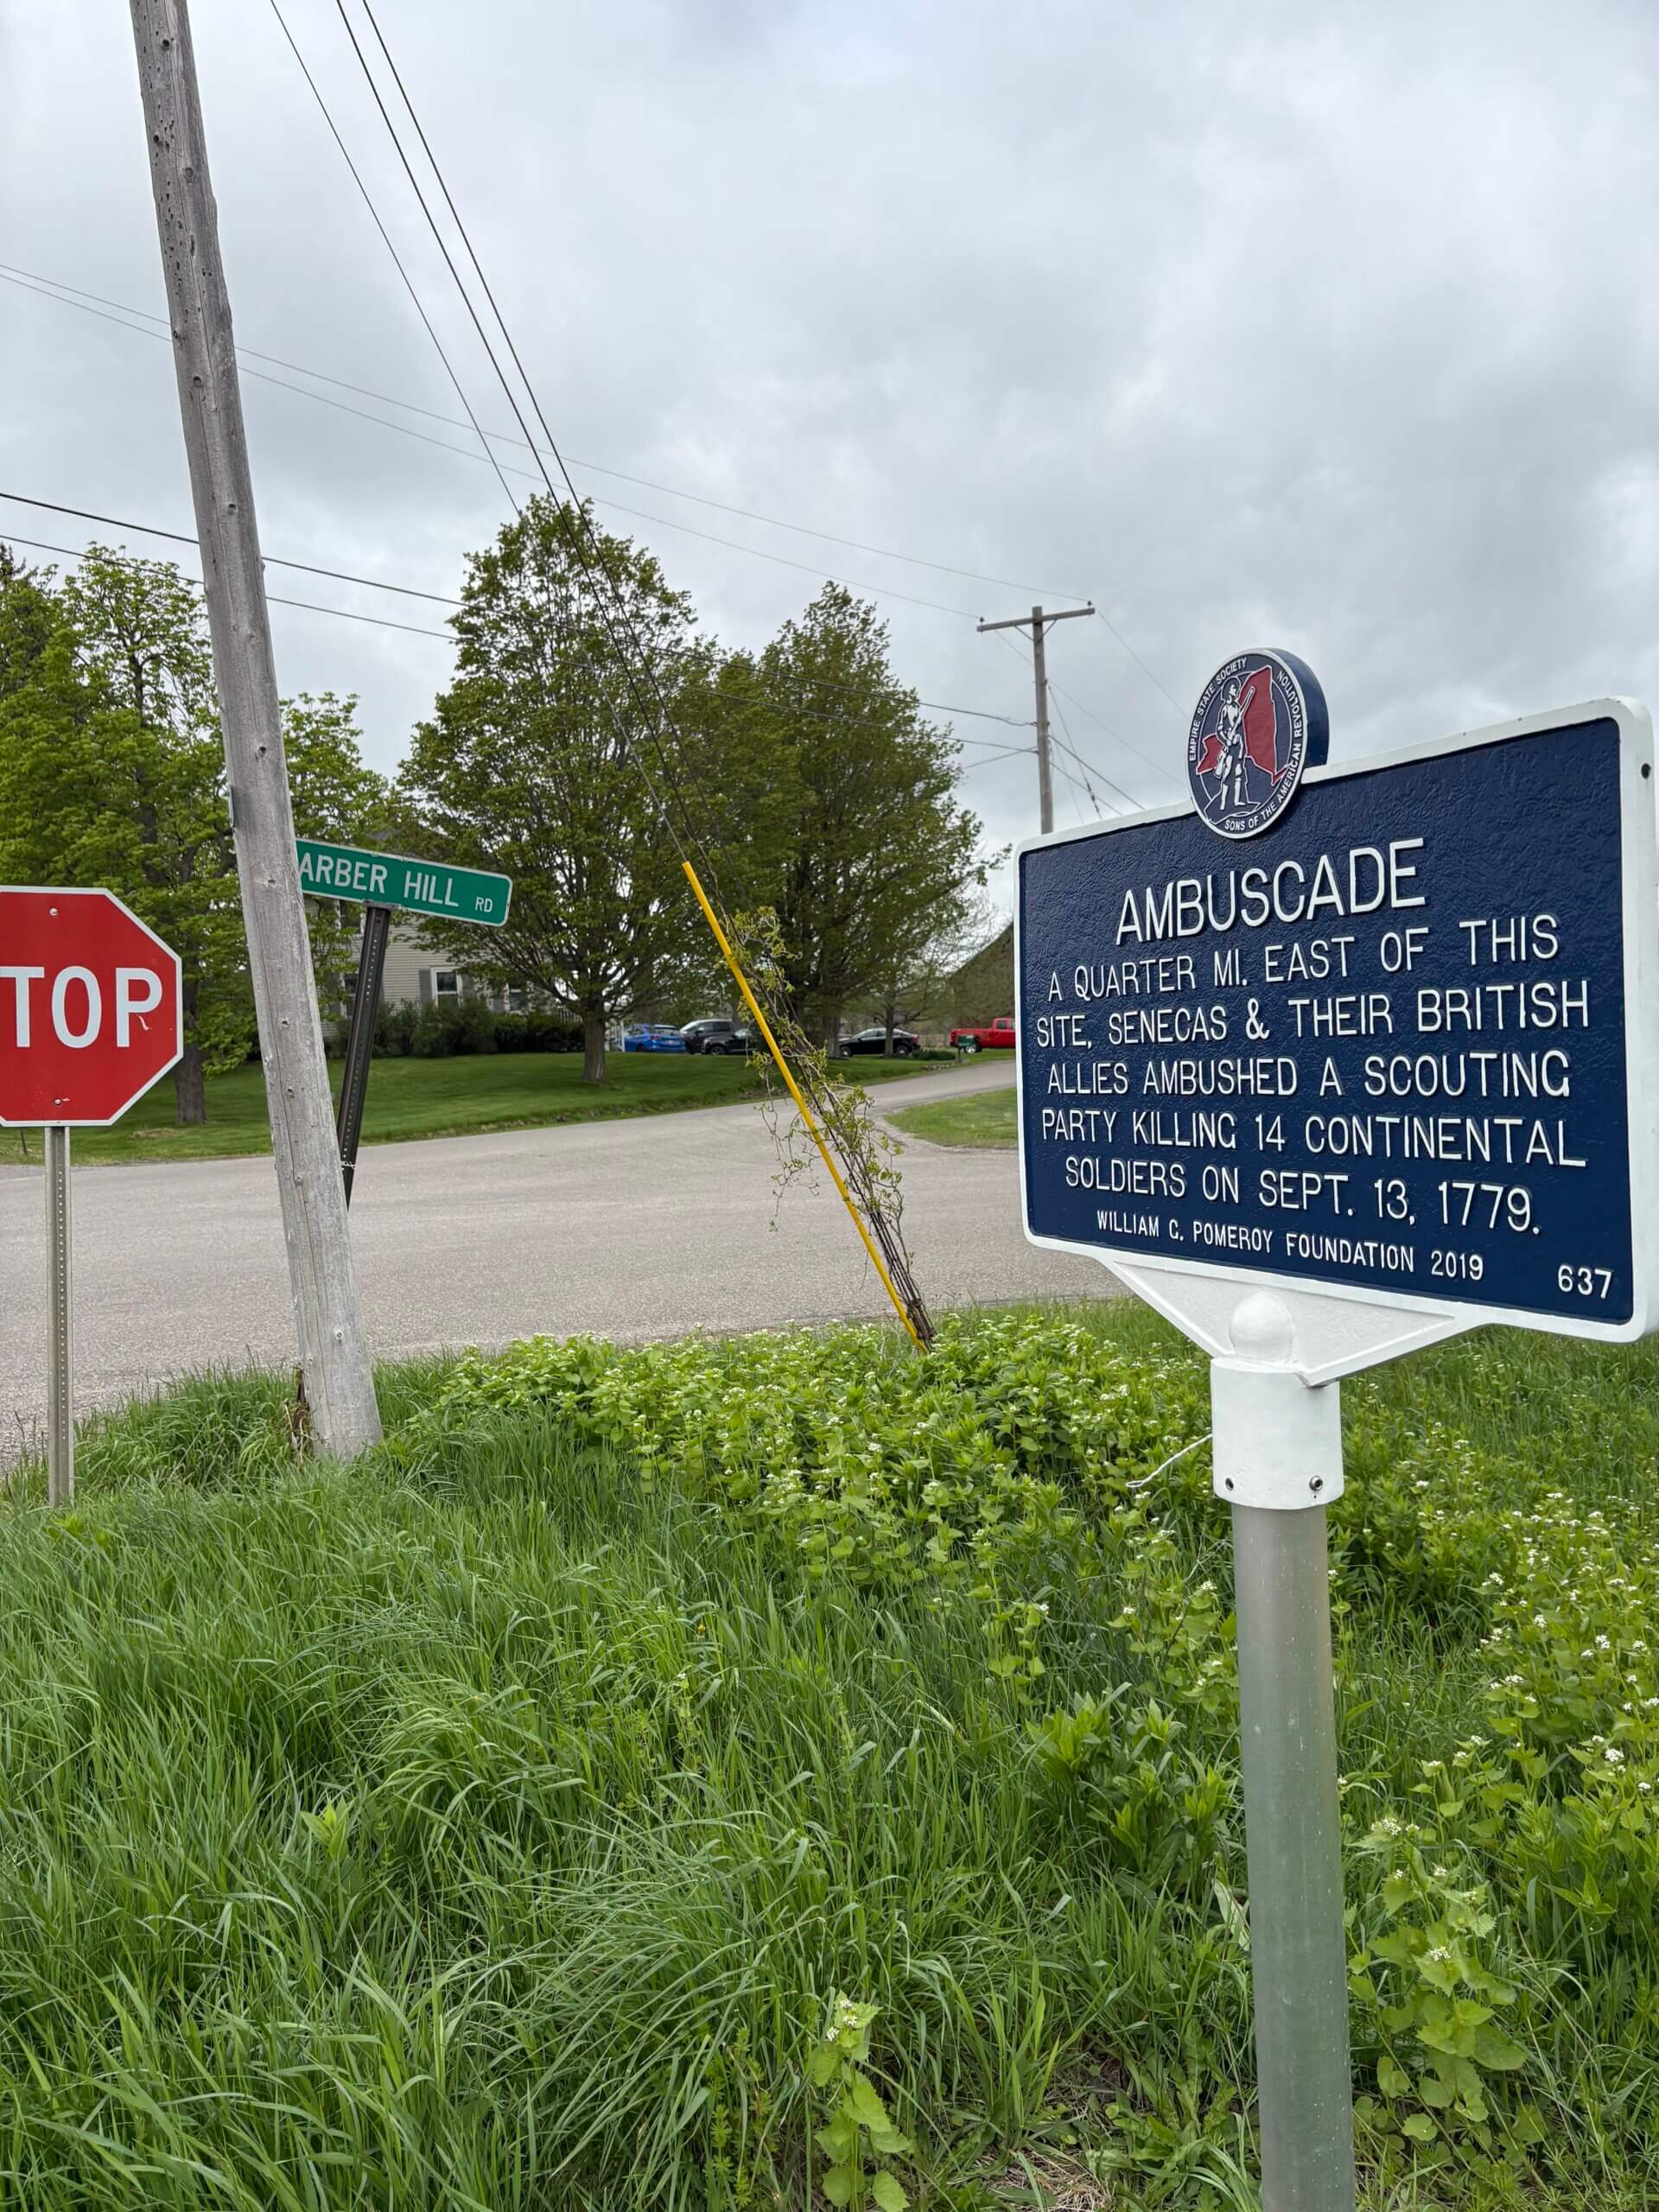 TOP
ARBER HILL RD
EMPIRE STATE SOCIETY
SONS OF THE AMERICAN REVOLUTION
AMBUSCADE
A QUARTER MI. EAST OF THIS
SITE, SENECAS & THEIR BRITISH
ALLIES AMBUSHED A SCOUTING
PARTY KILLING 14 CONTINENTAL
SOLDIERS ON SEPT. 13, 1779.
WILLIAM G. POMEROY FOUNDATION 2019 637